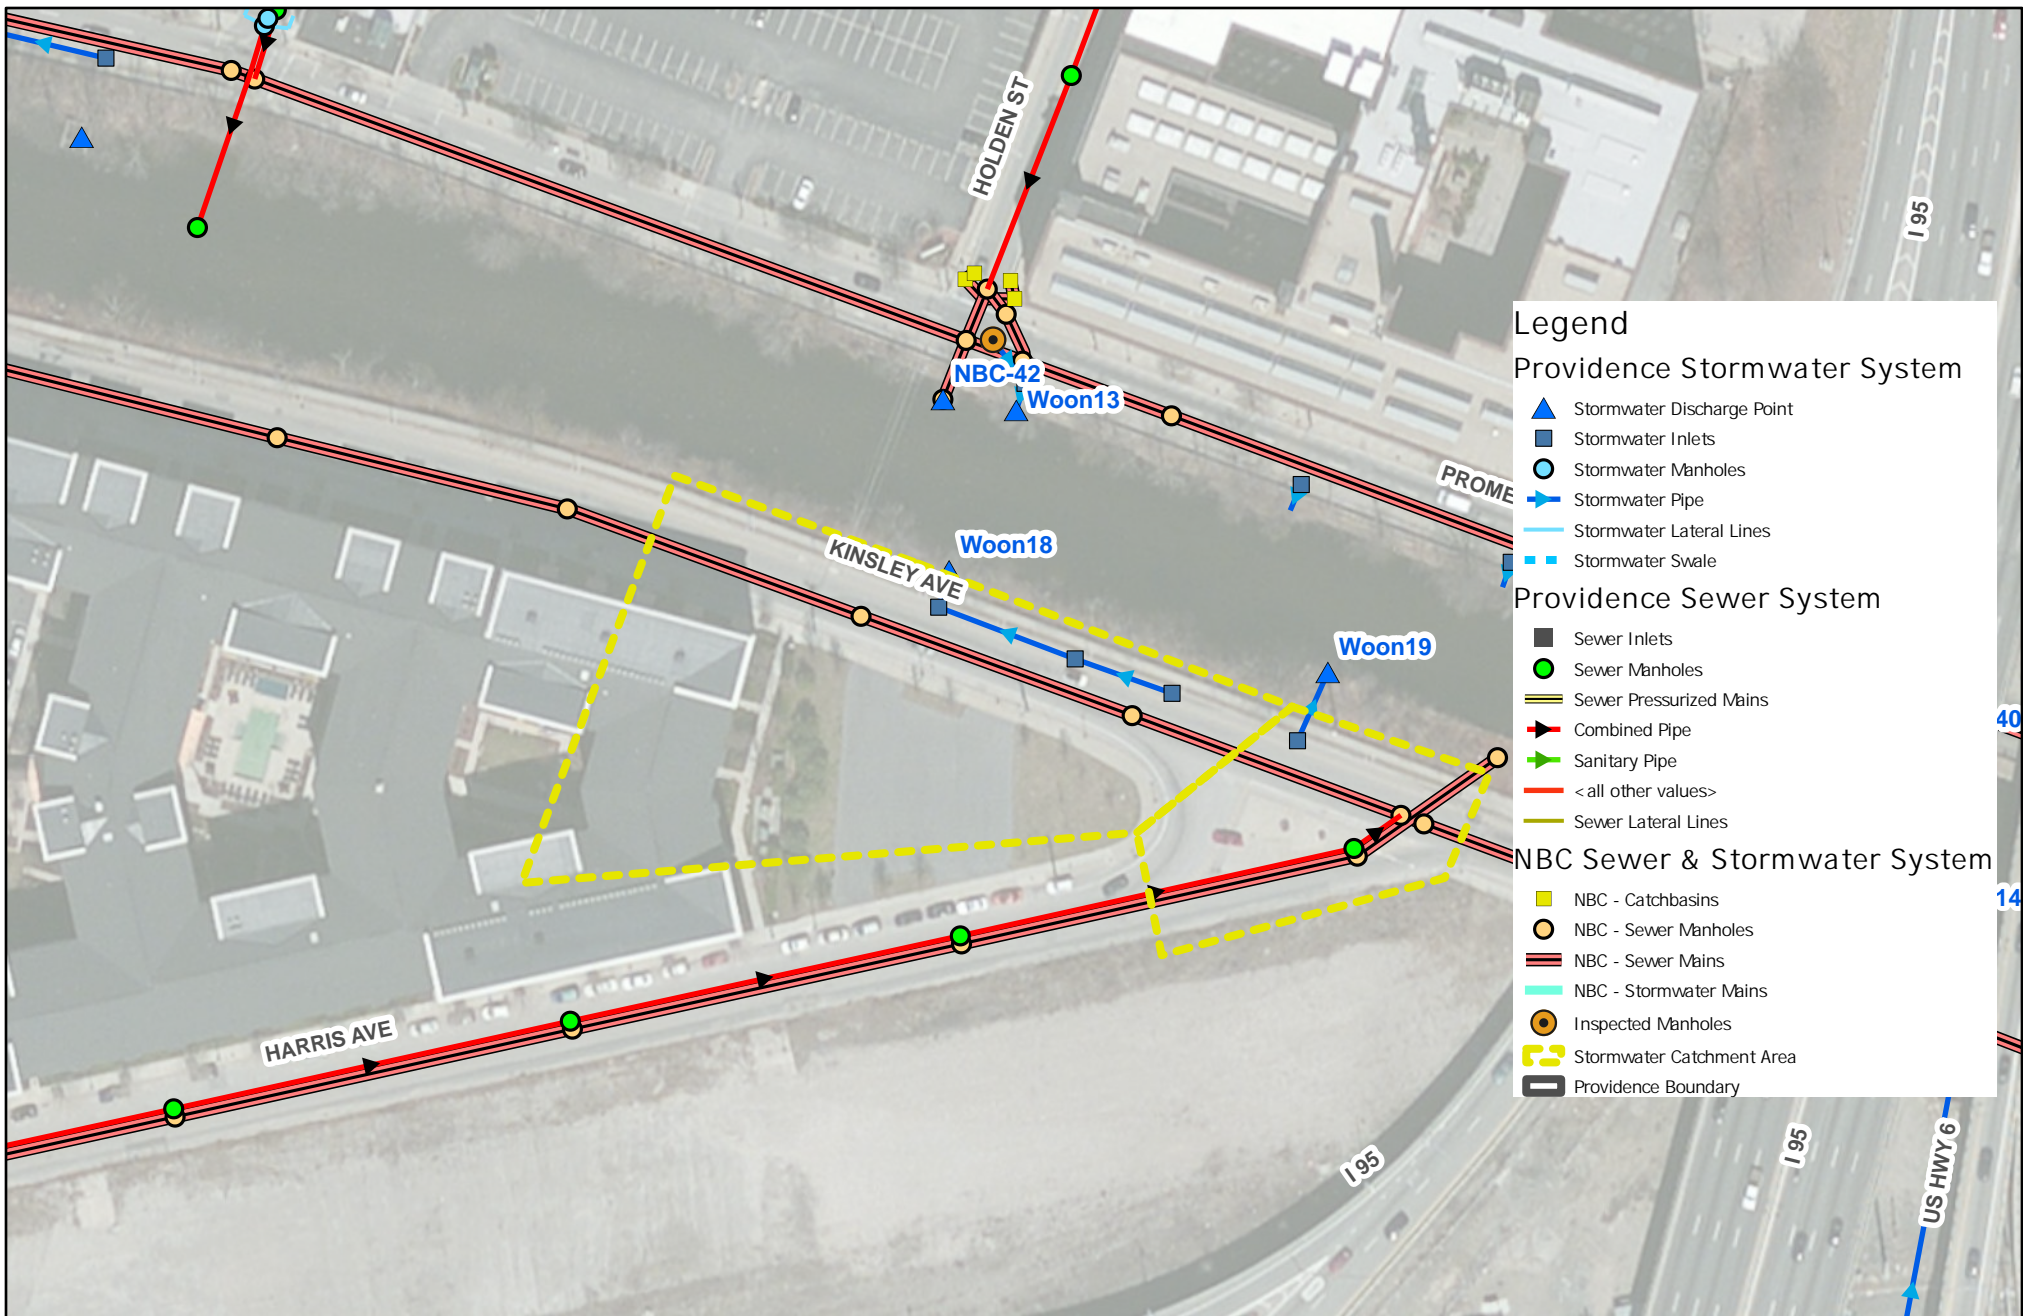 HOLDEN ST
I 95
NBC-42
Woon13
PROME
Woon18
KINSLEY AVE
Woon19
HARRIS AVE
I 95
I 95
US HWY 6
40
14
Legend
Providence Stormwater System
Stormwater Discharge Point
Stormwater Inlets
Stormwater Manholes
Stormwater Pipe
Stormwater Lateral Lines
Stormwater Swale
Providence Sewer System
Sewer Inlets
Sewer Manholes
Sewer Pressurized Mains
Combined Pipe
Sanitary Pipe
<all other values>
Sewer Lateral Lines
NBC Sewer & Stormwater System
NBC - Catchbasins
NBC - Sewer Manholes
NBC - Sewer Mains
NBC - Stormwater Mains
Inspected Manholes
Stormwater Catchment Area
Providence Boundary